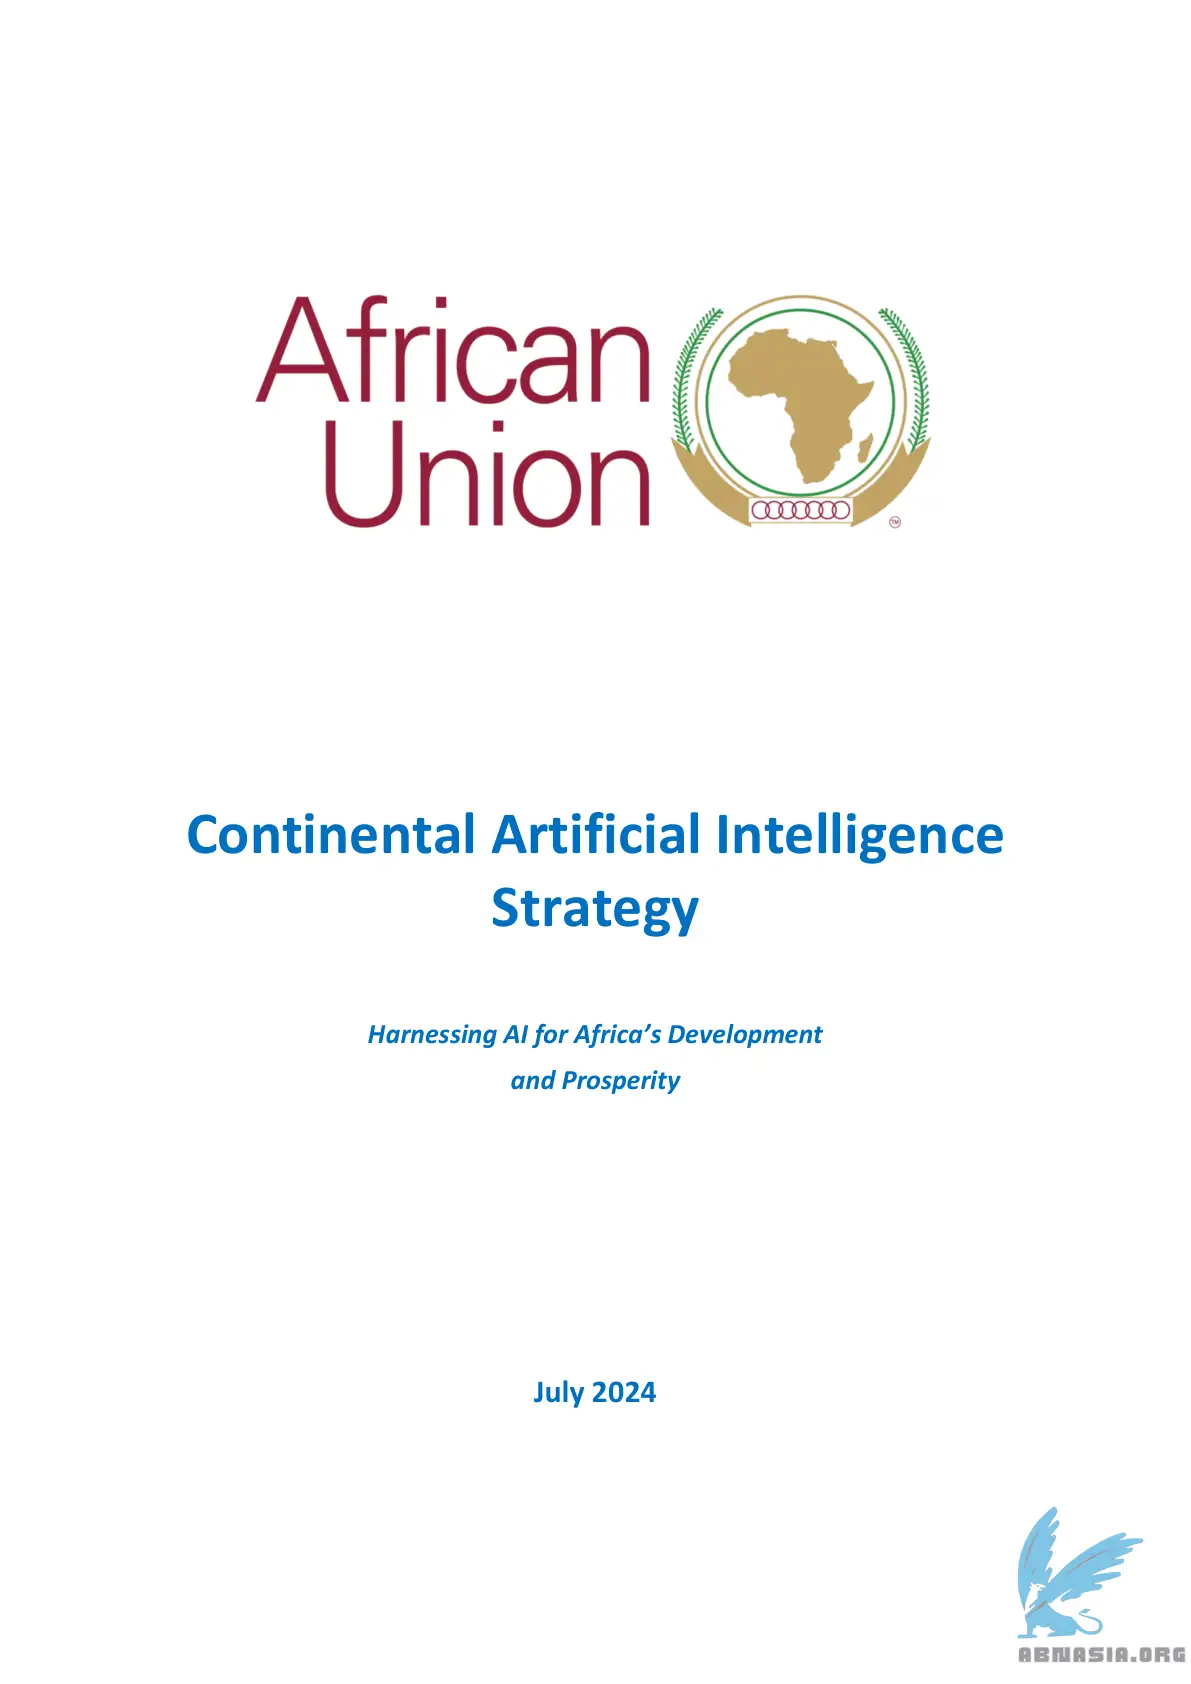 African
Union
TM
Continental Artificial Intelligence
Strategy
Harnessing AI for Africa’s Development
and Prosperity
July 2024
ABNASIA.ORG